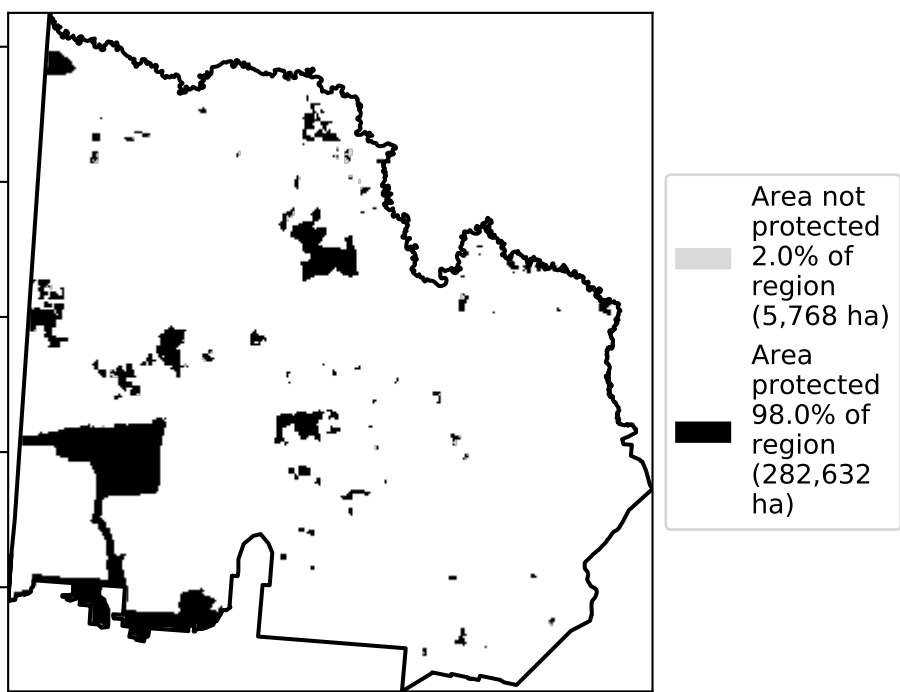 Area not
protected
2.0% of
region
(5,768 ha)
Area
protected
98.0% of
region
(282,632
ha)